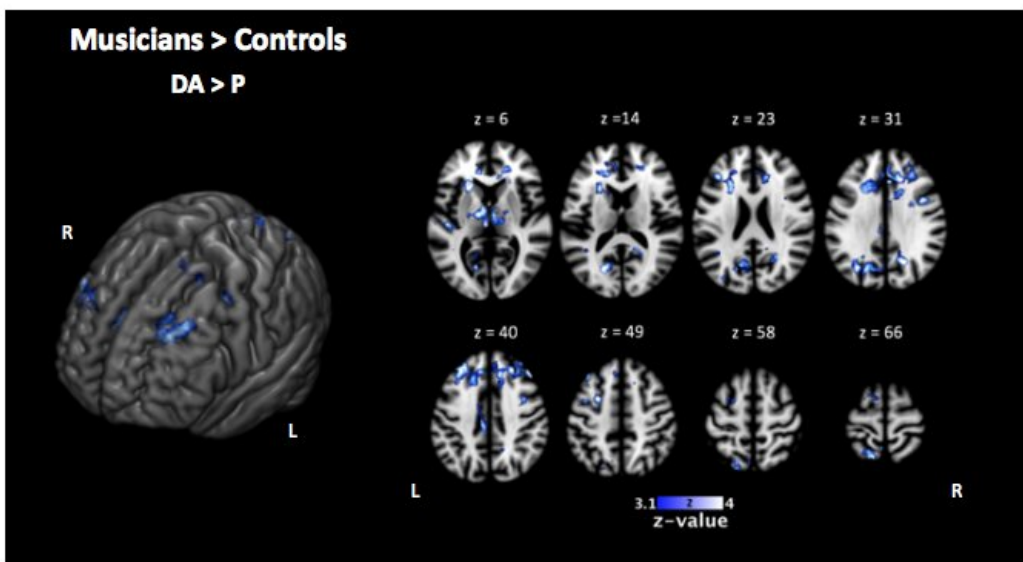 Musicians > Controls
DA > P
z = 6
z =14
z = 23
z = 31
R
z = 40
z = 49
z = 58
z = 66
L
L
R
3.1 z 4
z-value